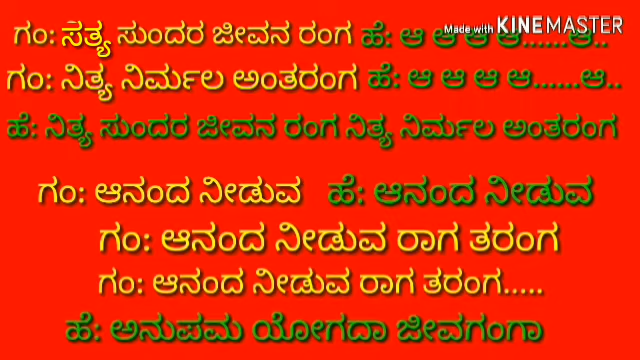 ಗಂ: ಸತ್ಯ ಸುಂದರ ಜೀವನ ರಂಗ ಹೆ: ಆ ಆ ಆ ಆ......ಆ..
Made with KINEMASTER
ಗಂ: ನಿತ್ಯ ನಿರ್ಮಲ ಅಂತರಂಗ ಹೆ: ಆ ಆ ಆ ಆ......ಆ..
ಹೆ: ನಿತ್ಯ ಸುಂದರ ಜೀವನ ರಂಗ ನಿತ್ಯ ನಿರ್ಮಲ ಅಂತರಂಗ
ಗಂ: ಆನಂದ ನೀಡುವ ಹೆ: ಆನಂದ ನೀಡುವ
ಗಂ: ಆನಂದ ನೀಡುವ ರಾಗ ತರಂಗ
ಗಂ: ಆನಂದ ನೀಡುವ ರಾಗ ತರಂಗ.....
ಹೆ: ಅನುಪಮ ಯೋಗದಾ ಜೀವಗಂಗಾ